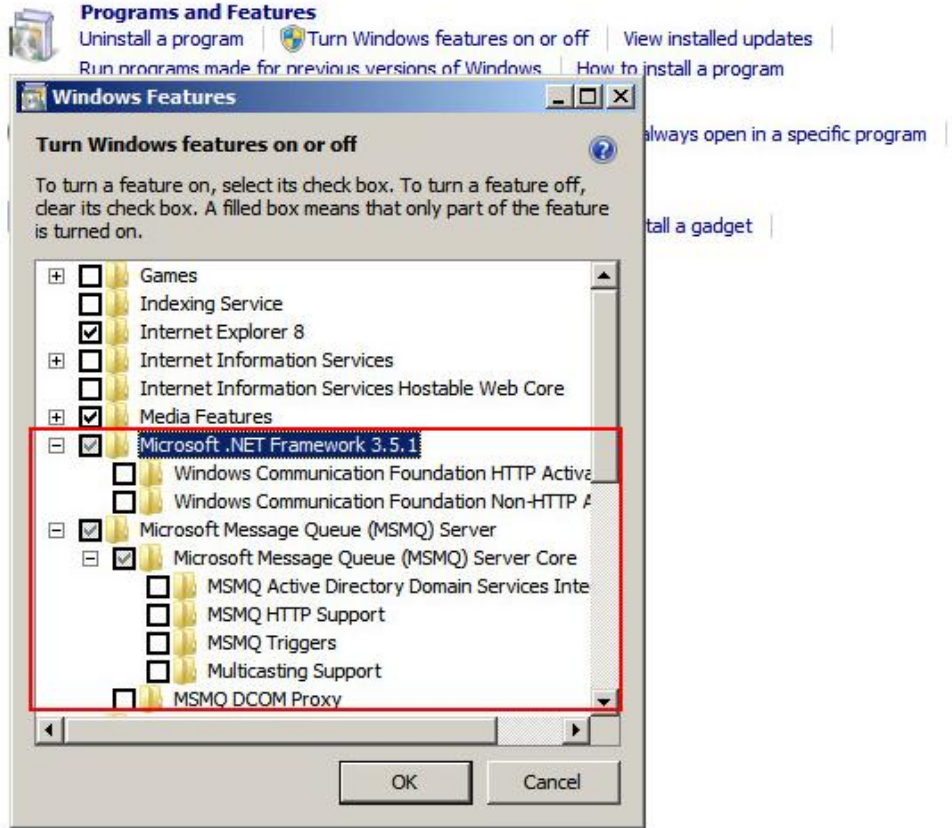 Programs and Features
Uninstall a program Turn Windows features on or off View installed updates
Run programs made for previous versions of Windows How to install a program
Windows Features
always open in a specific program
Turn Windows features on or off
To turn a feature on, select its check box. To turn a feature off,
clear its check box. A filled box means that only part of the feature
is turned on.
tall a gadget
Games
Indexing Service
Internet Explorer 8
Internet Information Services
Internet Information Services Hostable Web Core
Media Features
Microsoft .NET Framework 3.5.1
Windows Communication Foundation HTTP Activa
Windows Communication Foundation Non-HTTP A
Microsoft Message Queue (MSMQ) Server
Microsoft Message Queue (MSMQ) Server Core
MSMQ Active Directory Domain Services Inte
MSMQ HTTP Support
MSMQ Triggers
Multicasting Support
MSMQ DCOM Proxy
OK Cancel